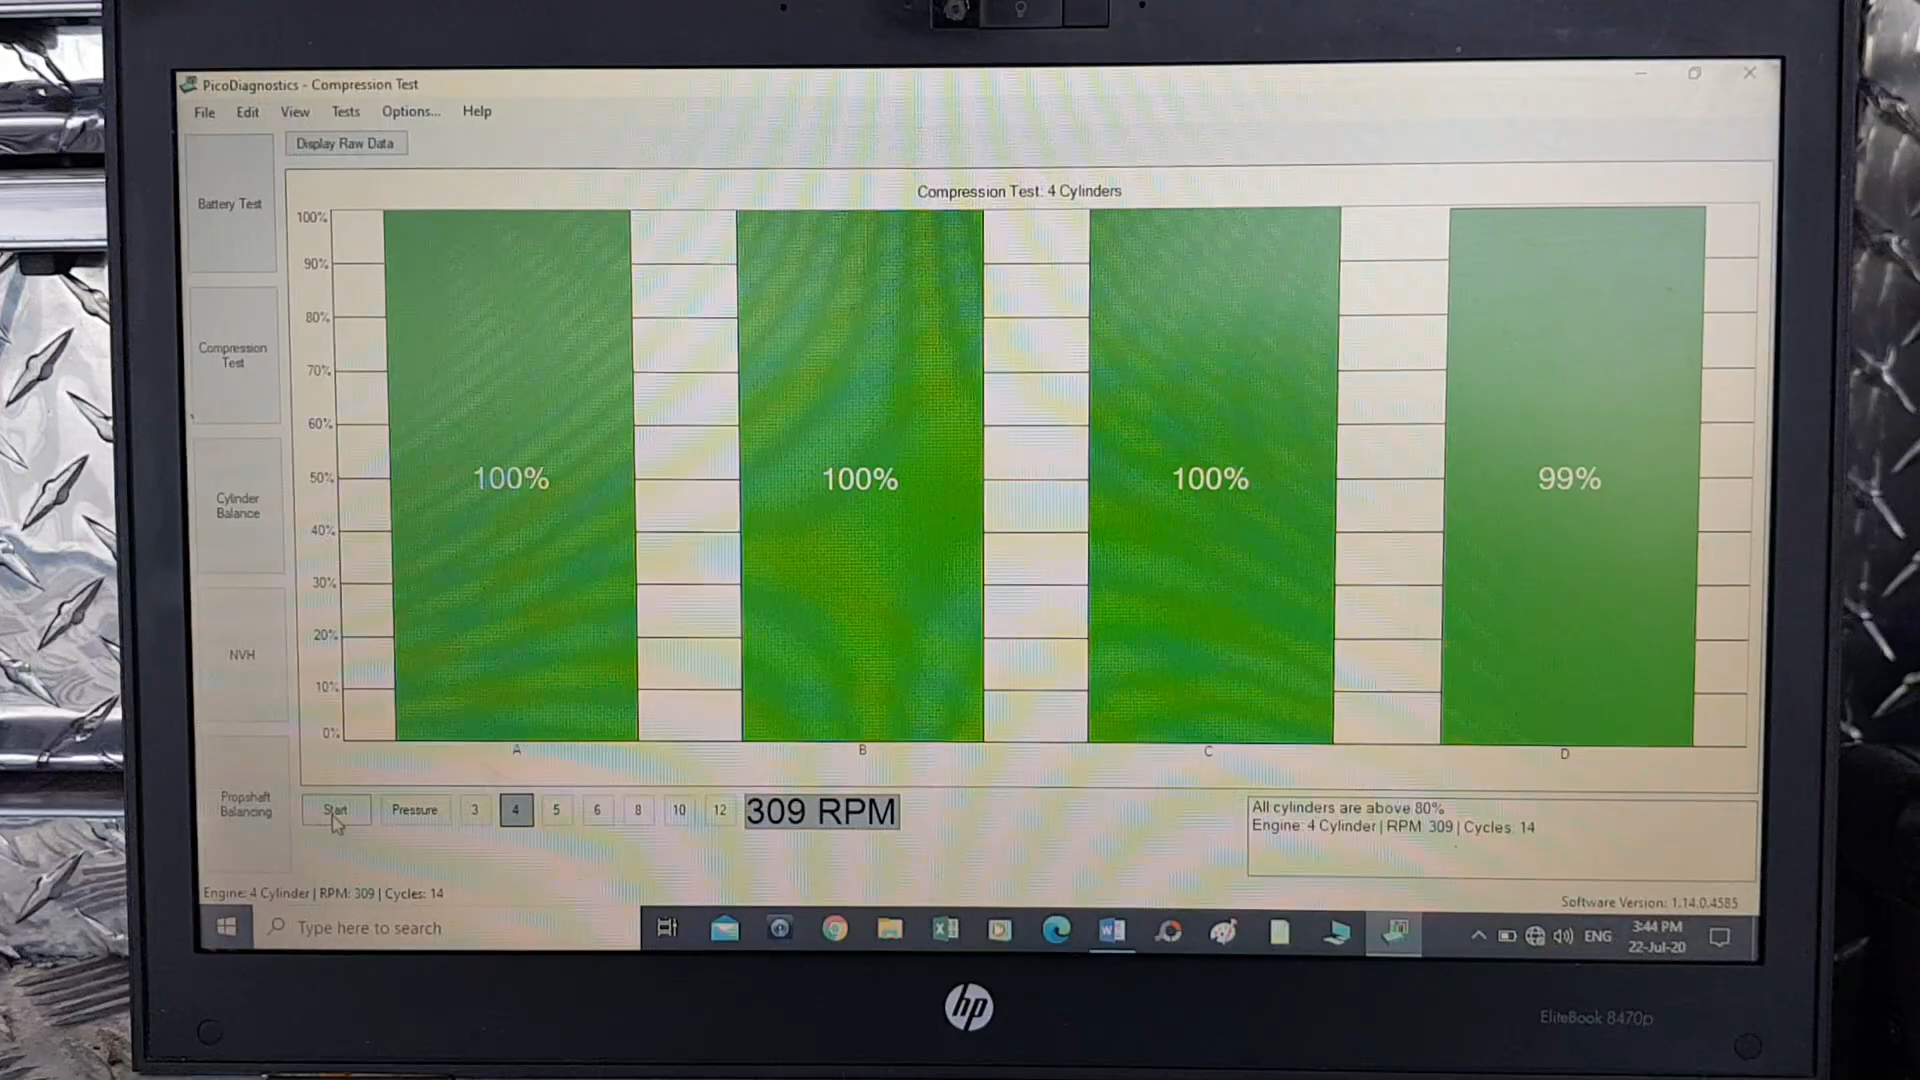 PicoDiagnostics - Compression Test
File Edit View Tests Options... Help
Display Raw Data
Battery Test
Compression
Test
Cylinder
Balance
NVH
Propshaft
Balancing
Compression Test: 4 Cylinders
100%
90%
80%
70%
60%
50%
40%
30%
20%
10%
0%
100% 100% 100% 99%
A B C D
Start Pressure 3 4 5 6 8 10 12 309 RPM
All cylinders are above 80%
Engine: 4 Cylinder | RPM: 309 | Cycles: 14
Engine: 4 Cylinder | RPM: 309 | Cycles: 14
Software Version: 1.14.0.4585
Type here to search
ENG
3:44 PM
22-Jul-20
hp
EliteBook 8470p